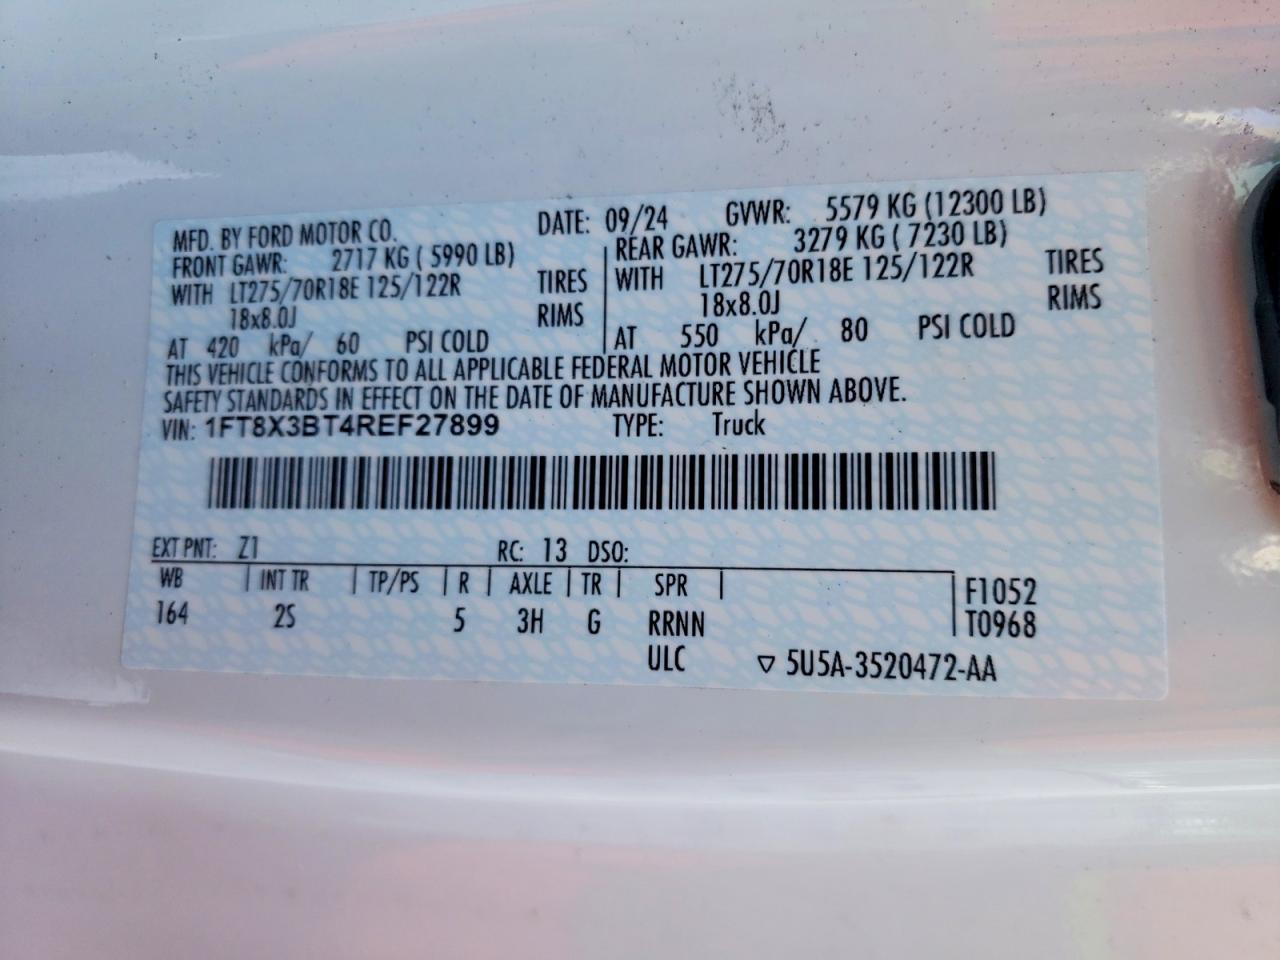 MFD. BY FORD MOTOR CO. DATE: 09/24 GVWR: 5579 KG (12300 LB)
FRONT GAWR: 2717 KG ( 5990 LB) REAR GAWR: 3279 KG ( 7230 LB)
WITH LT275/70R18E 125/122R TIRES WITH LT275/70R18E 125/122R TIRES
18x8.0J RIMS 18x8.0J RIMS
AT 420 kPa/ 60 PSI COLD AT 550 kPa/ 80 PSI COLD
THIS VEHICLE CONFORMS TO ALL APPLICABLE FEDERAL MOTOR VEHICLE
SAFETY STANDARDS IN EFFECT ON THE DATE OF MANUFACTURE SHOWN ABOVE.
VIN: 1FT8X3BT4REF27899 TYPE: Truck
EXT PNT: Z1 RC: 13 DSO:
WB INT TR TP/PS R AXLE TR SPR F1052
164 2S 5 3H G RRNN T0968
ULC ▽ 5U5A-3520472-AA